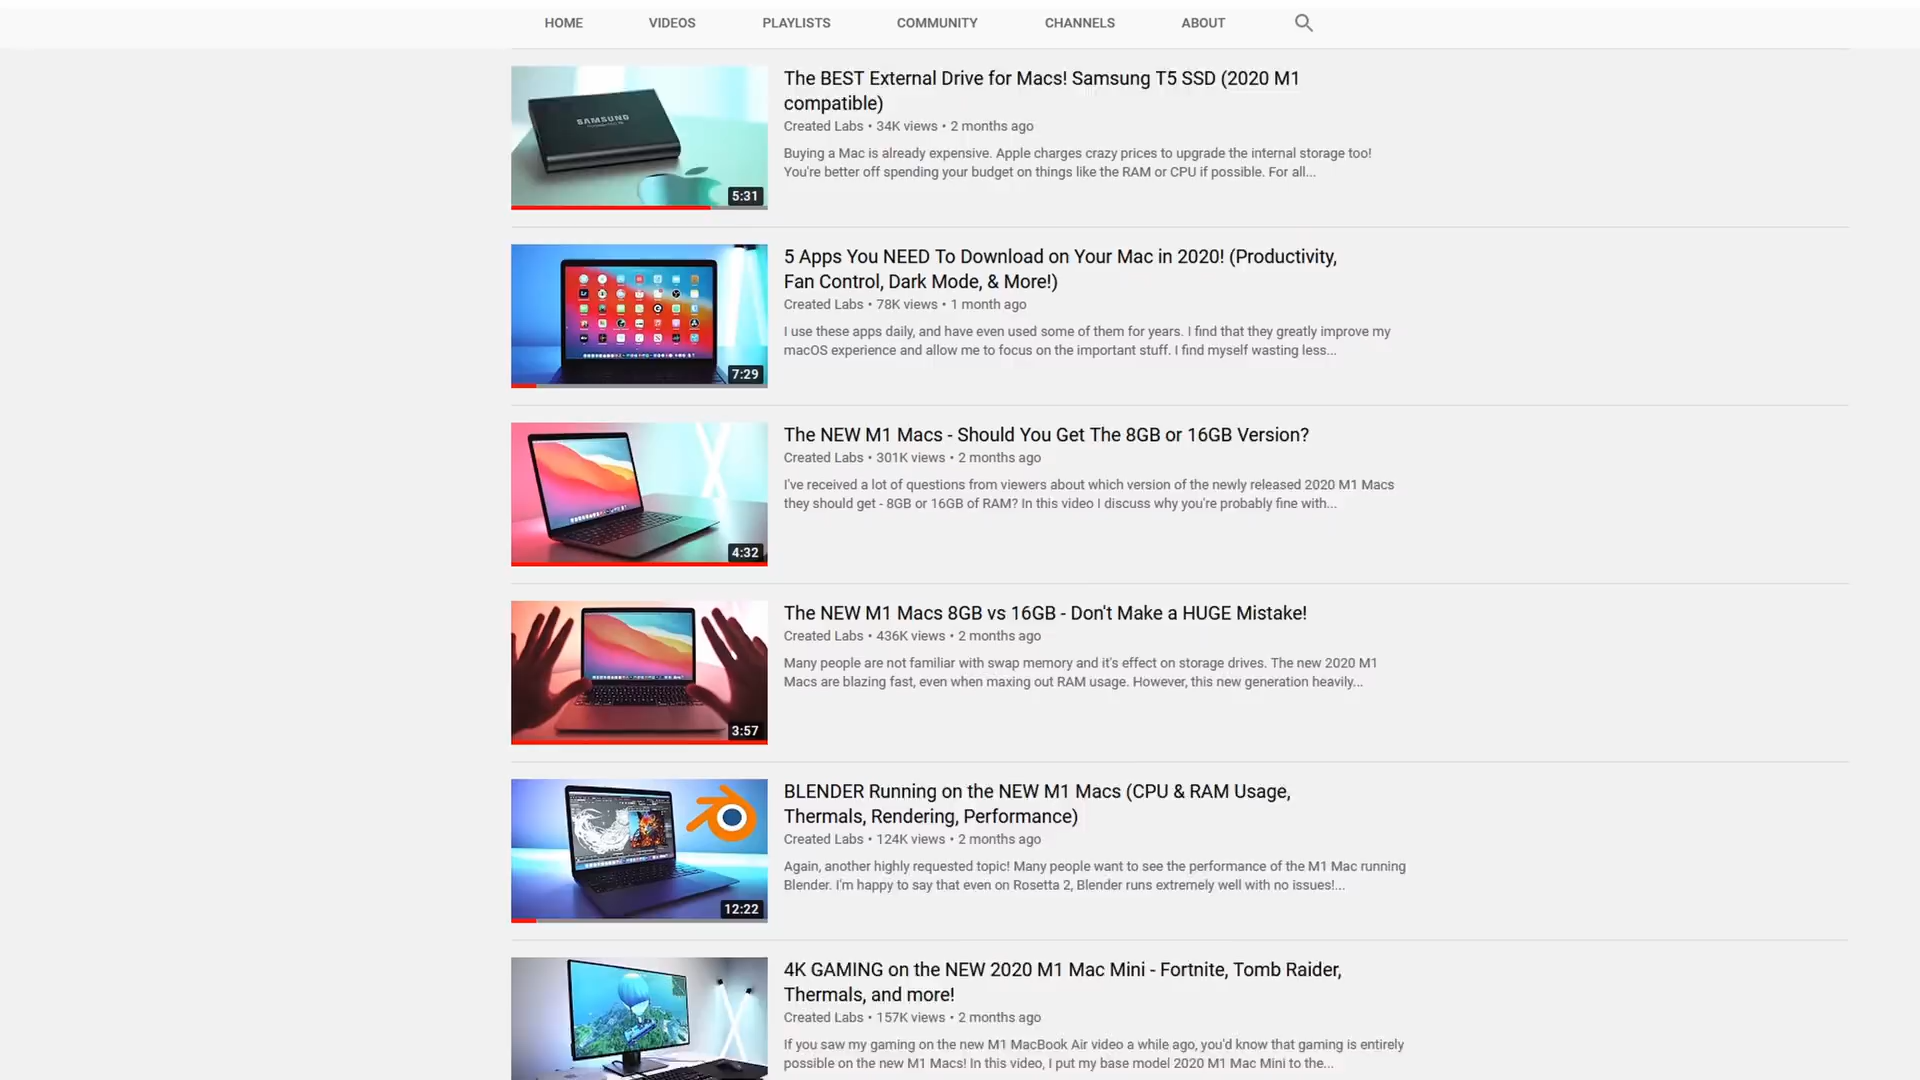 HOME VIDEOS PLAYLISTS COMMUNITY CHANNELS ABOUT
SAMSUNG
5:31
The BEST External Drive for Macs! Samsung T5 SSD (2020 M1
compatible)
Created Labs • 34K views • 2 months ago
Buying a Mac is already expensive. Apple charges crazy prices to upgrade the internal storage too!
You're better off spending your budget on things like the RAM or CPU if possible. For all...
7:29
5 Apps You NEED To Download on Your Mac in 2020! (Productivity,
Fan Control, Dark Mode, & More!)
Created Labs • 78K views • 1 month ago
I use these apps daily, and have even used some of them for years. I find that they greatly improve my
macOS experience and allow me to focus on the important stuff. I find myself wasting less...
4:32
The NEW M1 Macs - Should You Get The 8GB or 16GB Version?
Created Labs • 301K views • 2 months ago
I've received a lot of questions from viewers about which version of the newly released 2020 M1 Macs
they should get - 8GB or 16GB of RAM? In this video I discuss why you're probably fine with...
3:57
The NEW M1 Macs 8GB vs 16GB - Don't Make a HUGE Mistake!
Created Labs • 436K views • 2 months ago
Many people are not familiar with swap memory and it's effect on storage drives. The new 2020 M1
Macs are blazing fast, even when maxing out RAM usage. However, this new generation heavily...
12:22
BLENDER Running on the NEW M1 Macs (CPU & RAM Usage,
Thermals, Rendering, Performance)
Created Labs • 124K views • 2 months ago
Again, another highly requested topic! Many people want to see the performance of the M1 Mac running
Blender. I'm happy to say that even on Rosetta 2, Blender runs extremely well with no issues!...
4K GAMING on the NEW 2020 M1 Mac Mini - Fortnite, Tomb Raider,
Thermals, and more!
Created Labs • 157K views • 2 months ago
If you saw my gaming on the new M1 MacBook Air video a while ago, you'd know that gaming is entirely
possible on the new M1 Macs! In this video, I put my base model 2020 M1 Mac Mini to the...